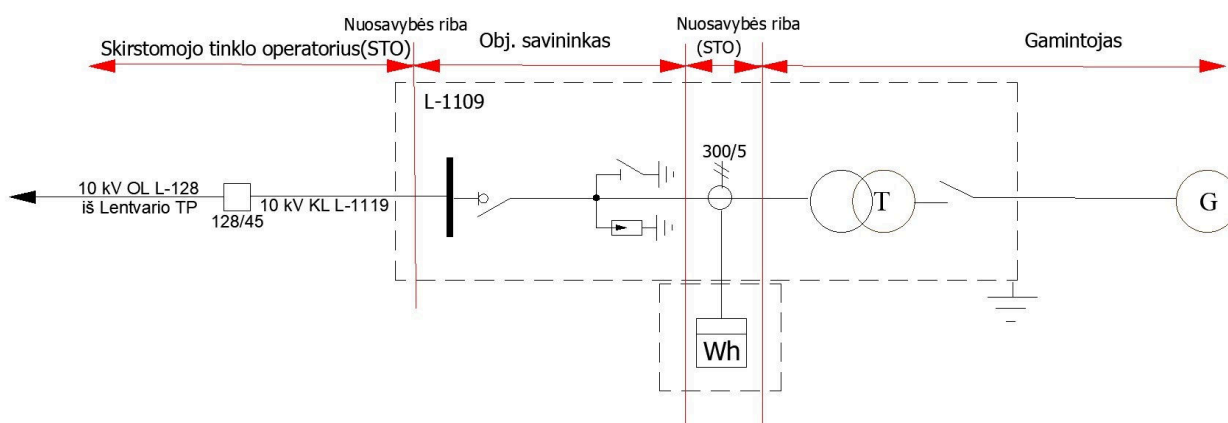 Nuosavybės riba
Nuosavybės riba
(STO)
Skirstomojo tinklo operatorius(STO)
Obj. savininkas
Gamintojas
L-1109
300/5
10 kV OL L-128
iš Lentvario TP
128/45
10 kV KL L-1119
T
G
Wh